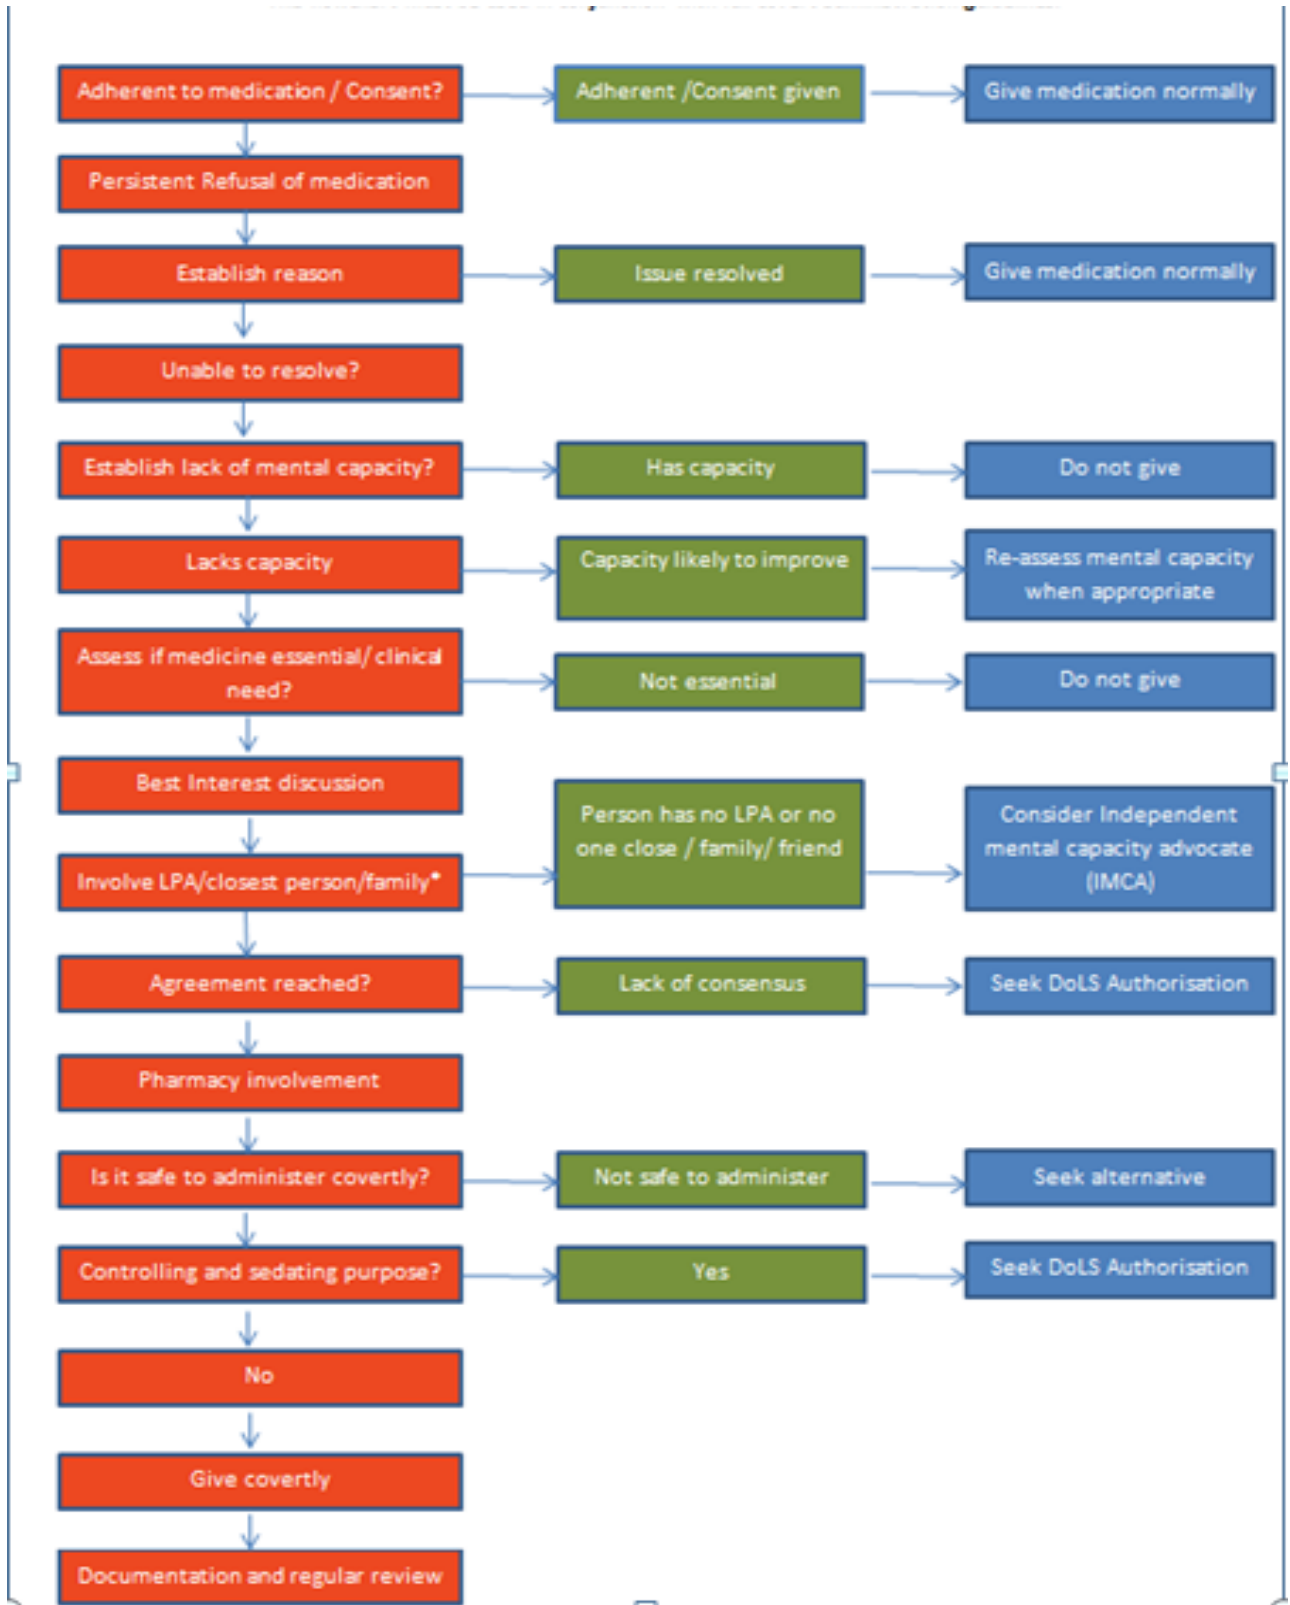 Adherent to medication / Consent?
Adherent /Consent given
Give medication normally
Persistent Refusal of medication
Establish reason
Issue resolved
Give medication normally
Unable to resolve?
Establish lack of mental capacity?
Has capacity
Do not give
Lacks capacity
Capacity likely to improve
Re-assess mental capacity
when appropriate
Assess if medicine essential/ clinical
need?
Not essential
Do not give
Best Interest discussion
Involve LPA/closest person/family*
Person has no LPA or no
one close / family/ friend
Consider Independent
mental capacity advocate
(IMCA)
Agreement reached?
Lack of consensus
Seek DoLS Authorisation
Pharmacy involvement
Is it safe to administer covertly?
Not safe to administer
Seek alternative
Controlling and sedating purpose?
Yes
Seek DoLS Authorisation
No
Give covertly
Documentation and regular review